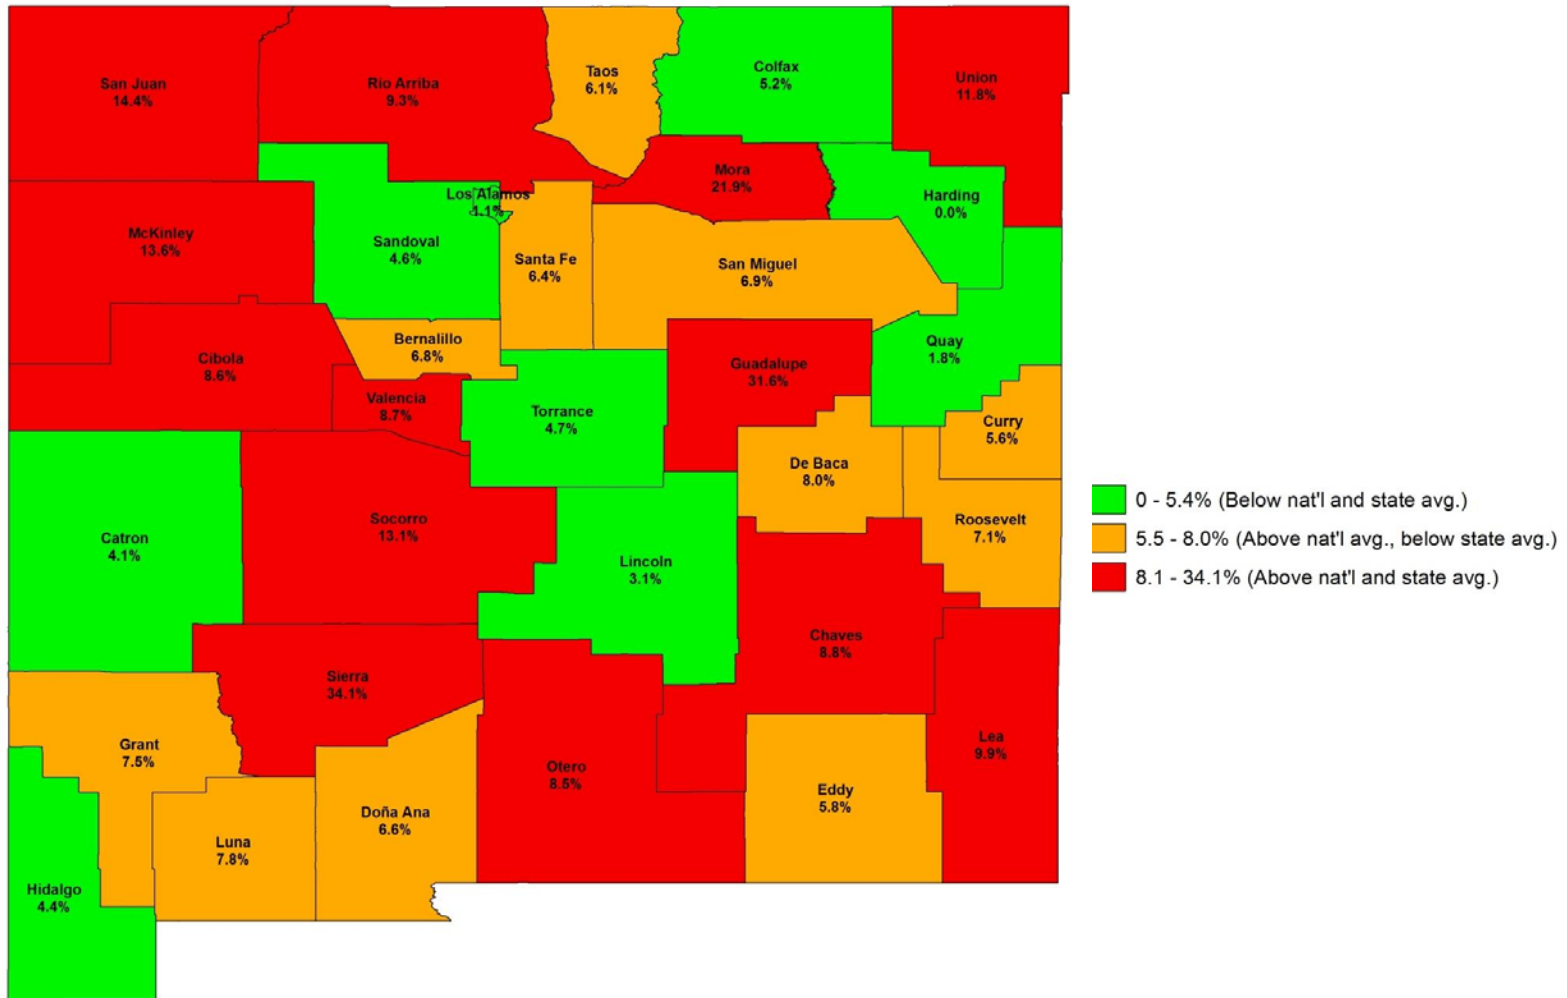 San Juan
14.4%
Rio Arriba
9.3%
Taos
6.1%
Colfax
5.2%
Union
11.8%
Mora
21.9%
Harding
0.0%
Los Alamos
1.1%
McKinley
13.6%
Sandoval
4.6%
Santa Fe
6.4%
San Miguel
6.9%
Bernalillo
6.8%
Quay
1.8%
Cibola
8.6%
Guadalupe
31.6%
Valencia
8.7%
Torrance
4.7%
Curry
5.6%
De Baca
8.0%
Roosevelt
7.1%
Catron
4.1%
Socorro
13.1%
Lincoln
3.1%
Chaves
8.8%
Sierra
34.1%
Grant
7.5%
Otero
8.5%
Lea
9.9%
Eddy
5.8%
Doña Ana
6.6%
Luna
7.8%
Hidalgo
4.4%
0 - 5.4% (Below nat'l and state avg.)
5.5 - 8.0% (Above nat'l avg., below state avg.)
8.1 - 34.1% (Above nat'l and state avg.)